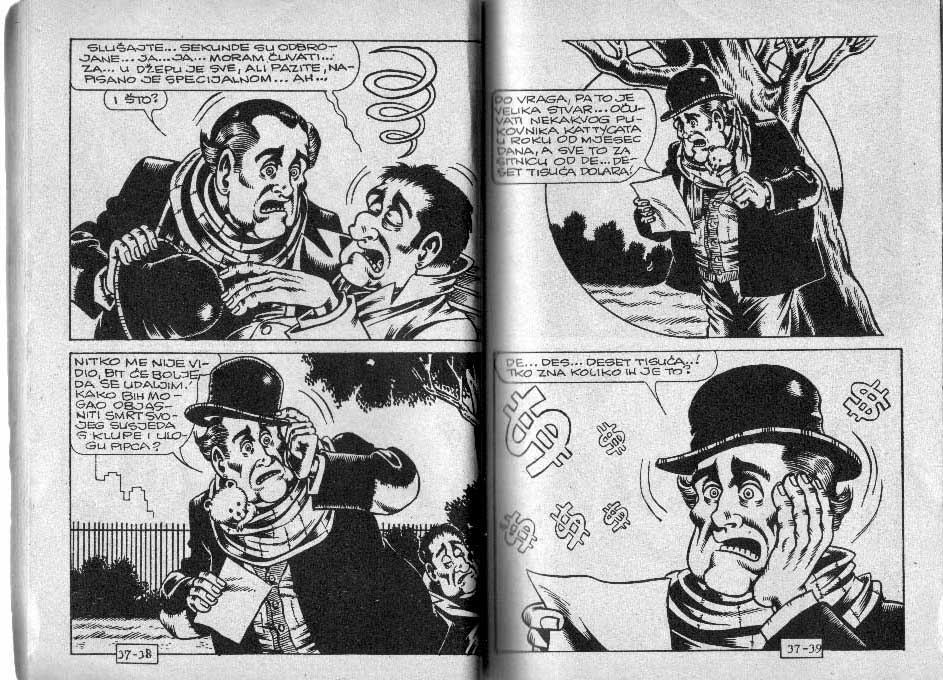 SLUŠAJTE... SEKUNDE SU ODBRO-
JANE... JA...JA... MORAM ČUVATI...
ZA... U DŽEPU JE SVE, ALI PAZITE, NA-
PISANO JE SPECIJALNOM... AH...
I ŠTO?
NITKO ME NIJE VI-
DIO, BIT ĆE BOLJE
DA SE UDALJIM!
KAKO BIH MO-
GAO OBJAS-
NITI SMRT SVO-
JEG SUSJEDA
S KLUPE I ULO-
GU PIPCA?
37-38
DO VRAGA, PA TO JE
VELIKA STVAR... OČU-
VATI NEKAKVOG PU-
KOVNIKA KATTYCATA
U ROKU OD MJESEC
DANA, A SVE TO ZA
SITNICU OD DE... DE-
SET TISUĆA DOLARA!
DE... DES... DESET TISUĆA...!
TKO ZNA KOLIKO IH JE TO?
$ $ $ $ $ $
37-39